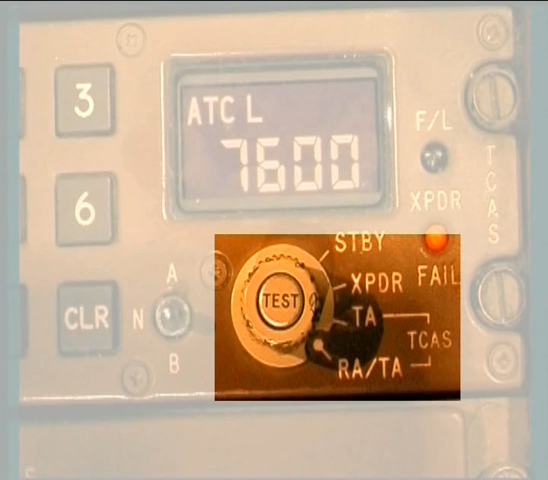 3
ATC L
7600
F/L
TCAS
6
XPDR
STBY
FAIL
A
XPDR
TEST
CLR
N
TA
TCAS
B
RA/TA